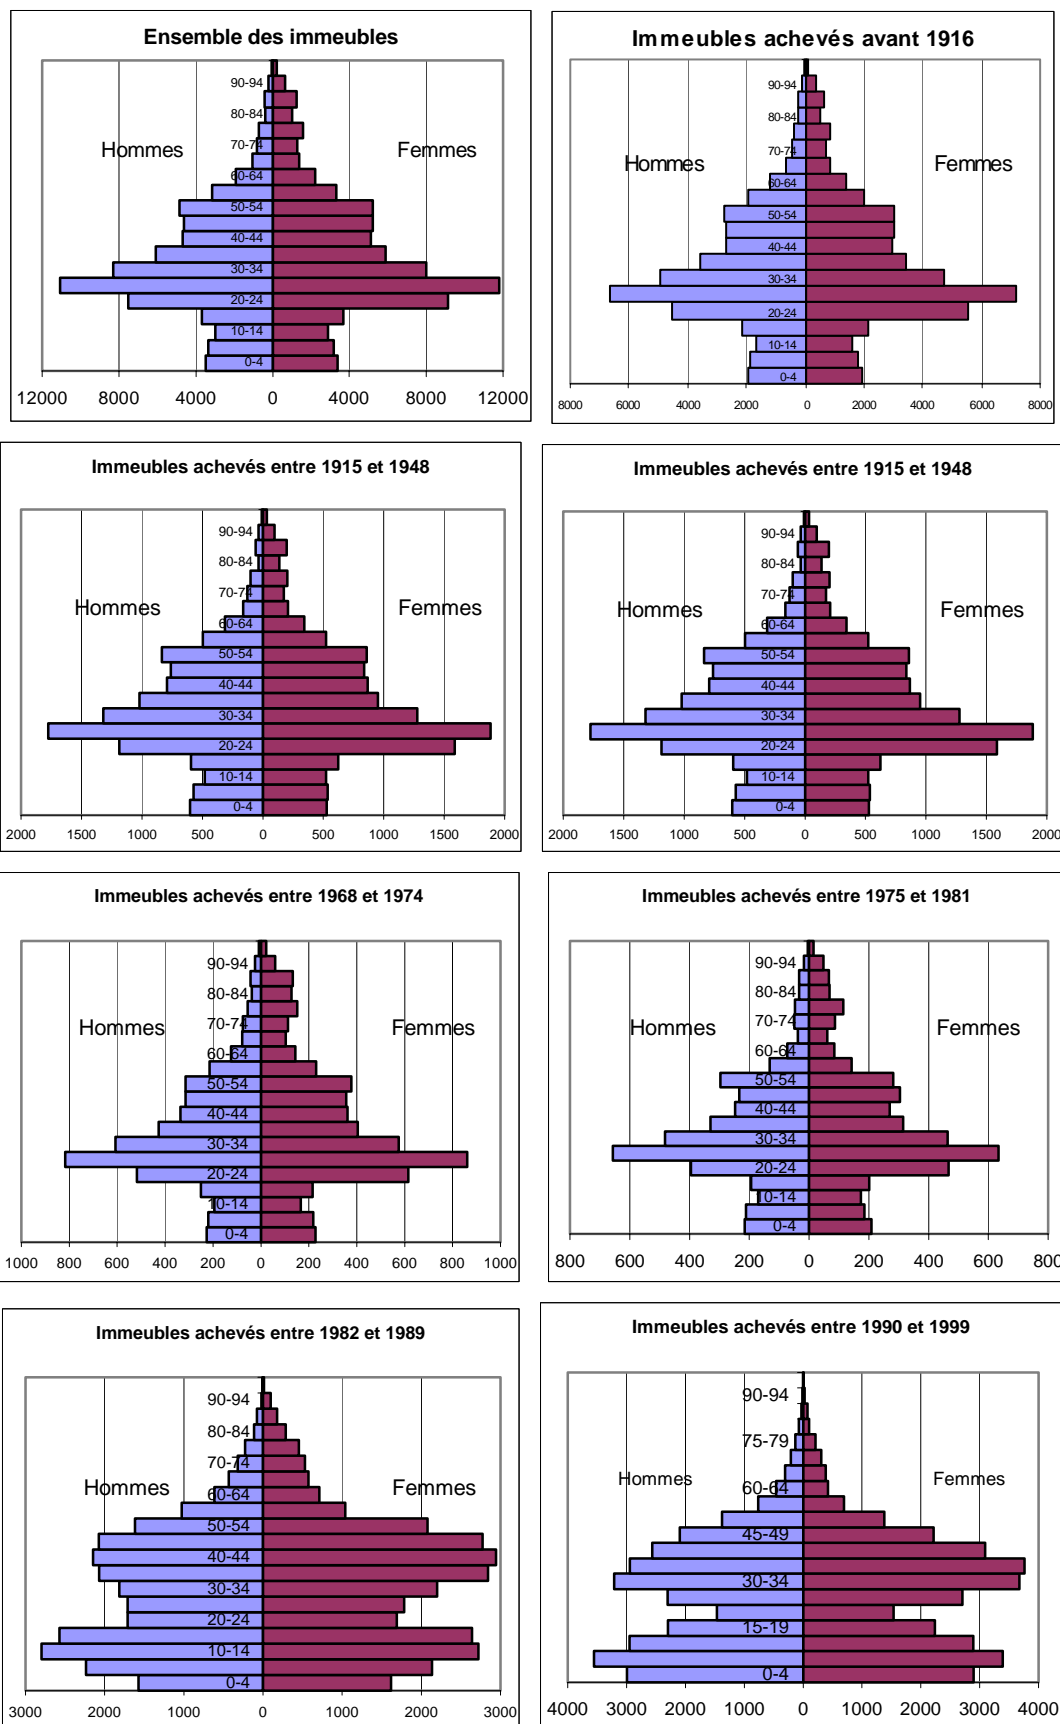 Ensemble des immeubles
90-94
80-84
Hommes
70-74
Femmes
60-64
50-54
40-44
30-34
20-24
10-14
0-4
12000 8000 4000 0 4000 8000 12000
Immeubles achevés avant 1916
90-94
80-84
Hommes
70-74
Femmes
60-64
50-54
40-44
30-34
20-24
10-14
0-4
8000 6000 4000 2000 0 2000 4000 6000 8000
Immeubles achevés entre 1915 et 1948
90-94
80-84
70-74
Hommes
Femmes
60-64
50-54
40-44
30-34
20-24
10-14
0-4
2000 1500 1000 500 0 500 1000 1500 2000
Immeubles achevés entre 1915 et 1948
90-94
80-84
70-74
Hommes
Femmes
60-64
50-54
40-44
30-34
20-24
10-14
0-4
2000 1500 1000 500 0 500 1000 1500 2000
Immeubles achevés entre 1968 et 1974
90-94
80-84
Hommes
70-74
Femmes
60-64
50-54
40-44
30-34
20-24
10-14
0-4
1000 800 600 400 200 0 200 400 600 800 1000
Immeubles achevés entre 1975 et 1981
90-94
80-84
Hommes
70-74
Femmes
60-64
50-54
40-44
30-34
20-24
10-14
0-4
800 600 400 200 0 200 400 600 800
Immeubles achevés entre 1982 et 1989
90-94
80-84
70-74
Hommes
Femmes
60-64
50-54
40-44
30-34
20-24
10-14
0-4
3000 2000 1000 0 1000 2000 3000
Immeubles achevés entre 1990 et 1999
90-94
75-79
Hommes
Femmes
60-64
45-49
30-34
15-19
0-4
4000 3000 2000 1000 0 1000 2000 3000 4000